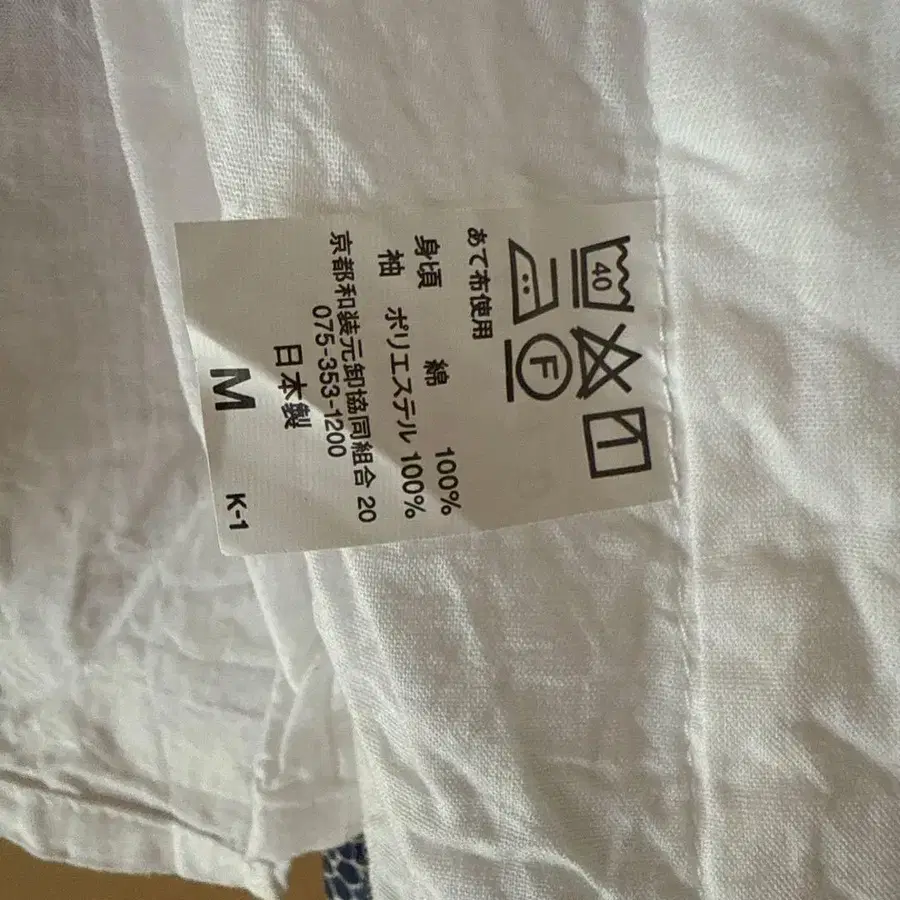 40
F
あて布使用
身頃 綿 100%
袖 ポリエステル 100%
京都和装元卸協同組合 20
075-353-1200
日本製
M
K-1